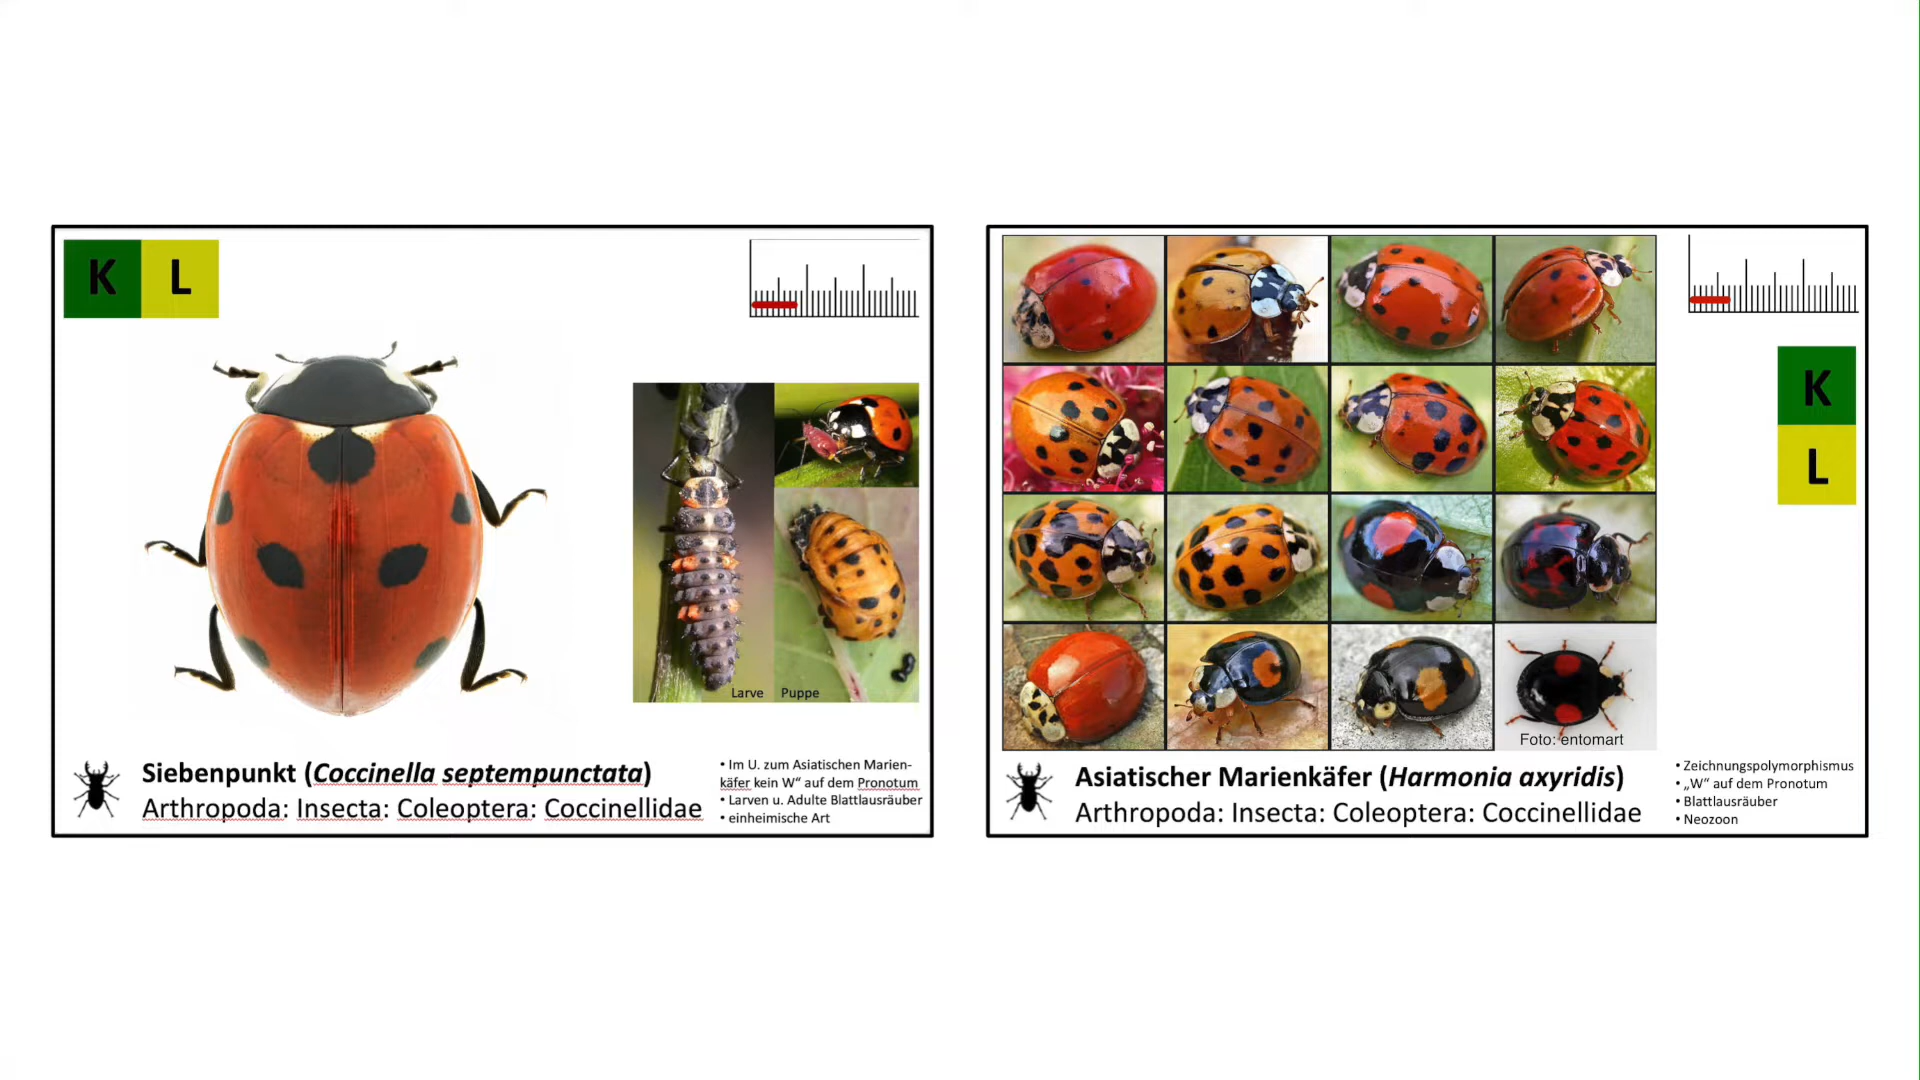 K L
Larve Puppe
Siebenpunkt (Coccinella septempunctata)
Arthropoda: Insecta: Coleoptera: Coccinellidae
• Im U. zum Asiatischen Marien-
käfer kein W“ auf dem Pronotum
• Larven u. Adulte Blattlausräuber
• einheimische Art
K
L
Foto: entomart
Asiatischer Marienkäfer (Harmonia axyridis)
Arthropoda: Insecta: Coleoptera: Coccinellidae
• Zeichnungspolymorphismus
• „W“ auf dem Pronotum
• Blattlausräuber
• Neozoon